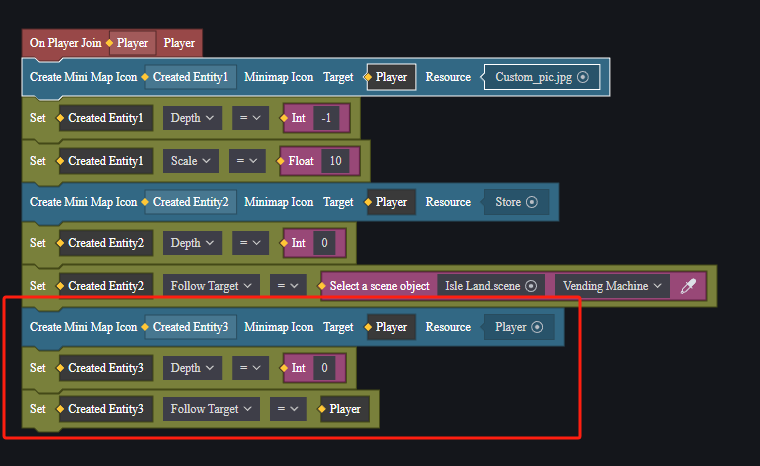 On Player Join Player Player
Create Mini Map Icon Created Entity1 Minimap Icon Target Player Resource Custom_pic.jpg
Set Created Entity1 Depth = Int -1
Set Created Entity1 Scale = Float 10
Create Mini Map Icon Created Entity2 Minimap Icon Target Player Resource Store
Set Created Entity2 Depth = Int 0
Set Created Entity2 Follow Target = Select a scene object Isle Land.scene Vending Machine
Create Mini Map Icon Created Entity3 Minimap Icon Target Player Resource Player
Set Created Entity3 Depth = Int 0
Set Created Entity3 Follow Target = Player